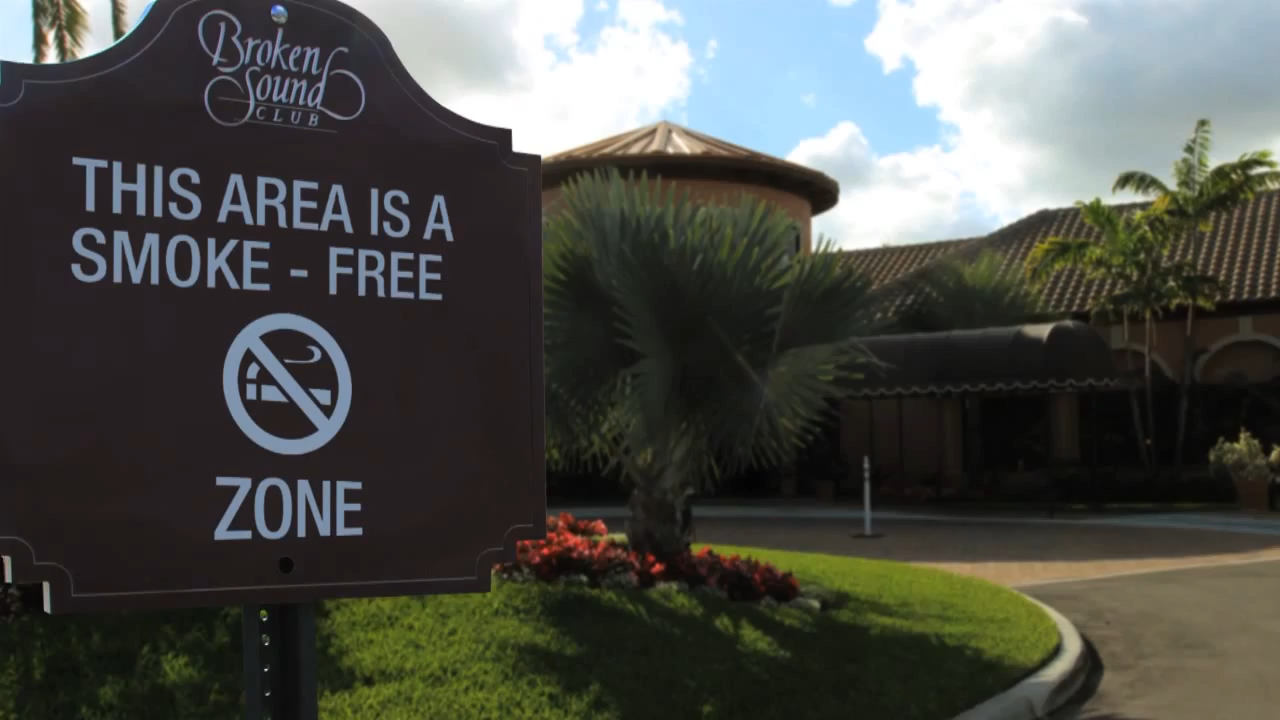 Broken
Sound
CLUB
THIS AREA IS A
SMOKE - FREE
ZONE